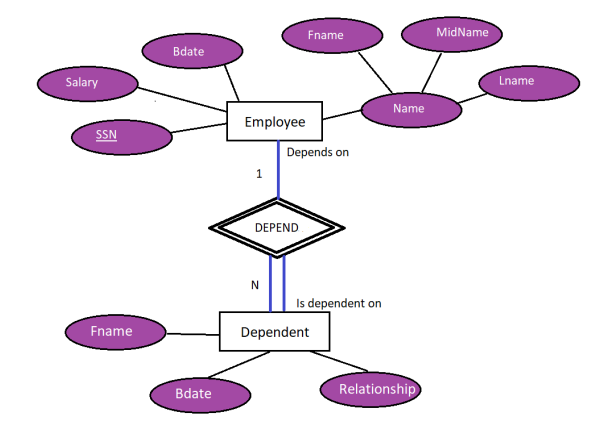 Fname
MidName
Bdate
Salary
Lname
Name
Employee
SSN
Depends on
1
DEPEND
N
Is dependent on
Fname
Dependent
Bdate
Relationship